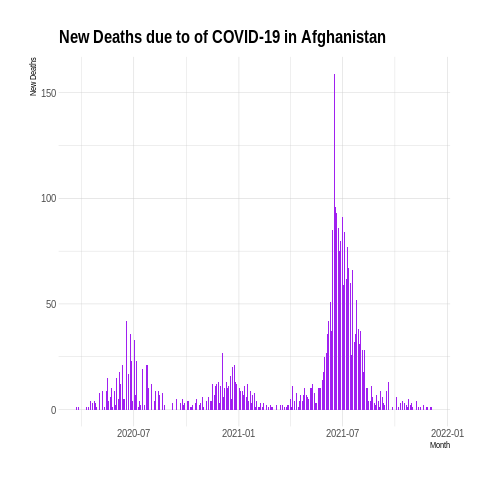 New Deaths due to of COVID-19 in Afghanistan
New Deaths
150
100
50
0
2020-07
2021-01
2021-07
2022-01
Month